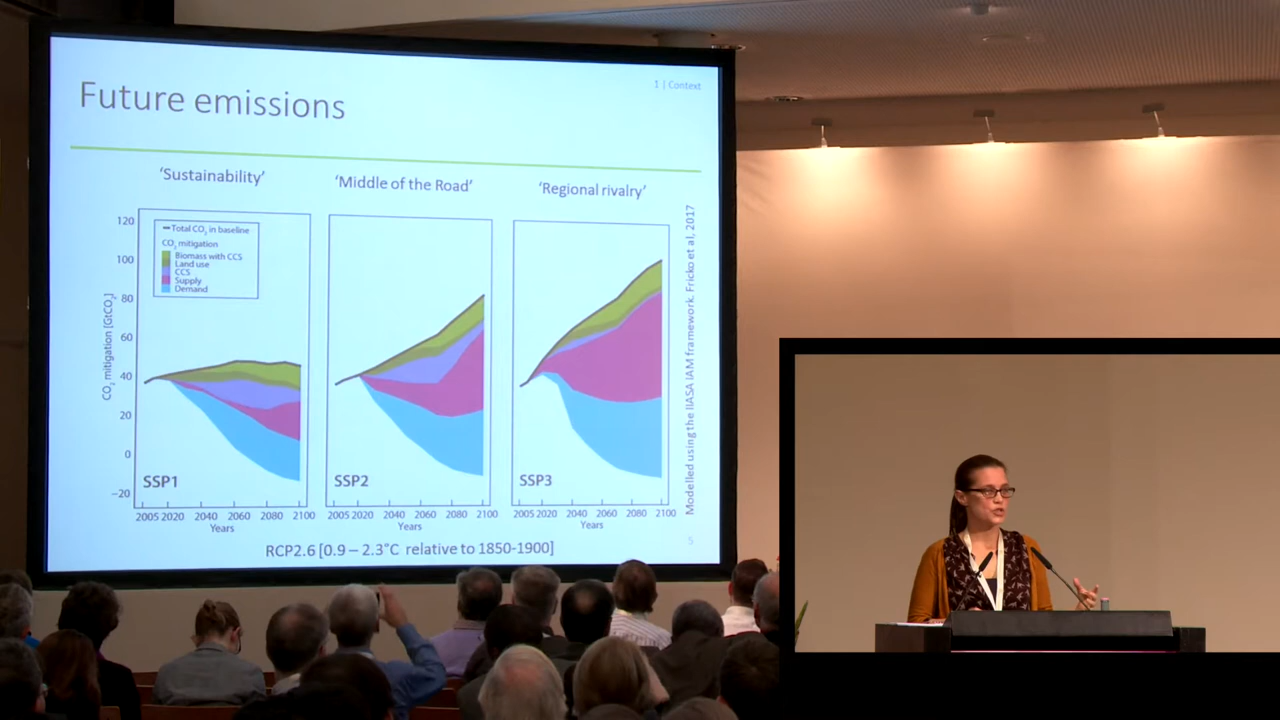 1 | Context
Future emissions
'Sustainability'
'Middle of the Road'
'Regional rivalry'
Total CO2 in baseline
CO2 mitigation
Biomass with CCS
Land use
CCS
Supply
Demand
CO2 mitigation [GtCO2]
120
100
80
60
40
20
0
−20
SSP1
SSP2
SSP3
2005 2020 2040 2060 2080 2100
Years
2005 2020 2040 2060 2080 2100
Years
2005 2020 2040 2060 2080 2100
Years
Modelled using the IIASA IAM framework. Fricko et al, 2017
RCP2.6 [0.9 – 2.3°C relative to 1850-1900]
5